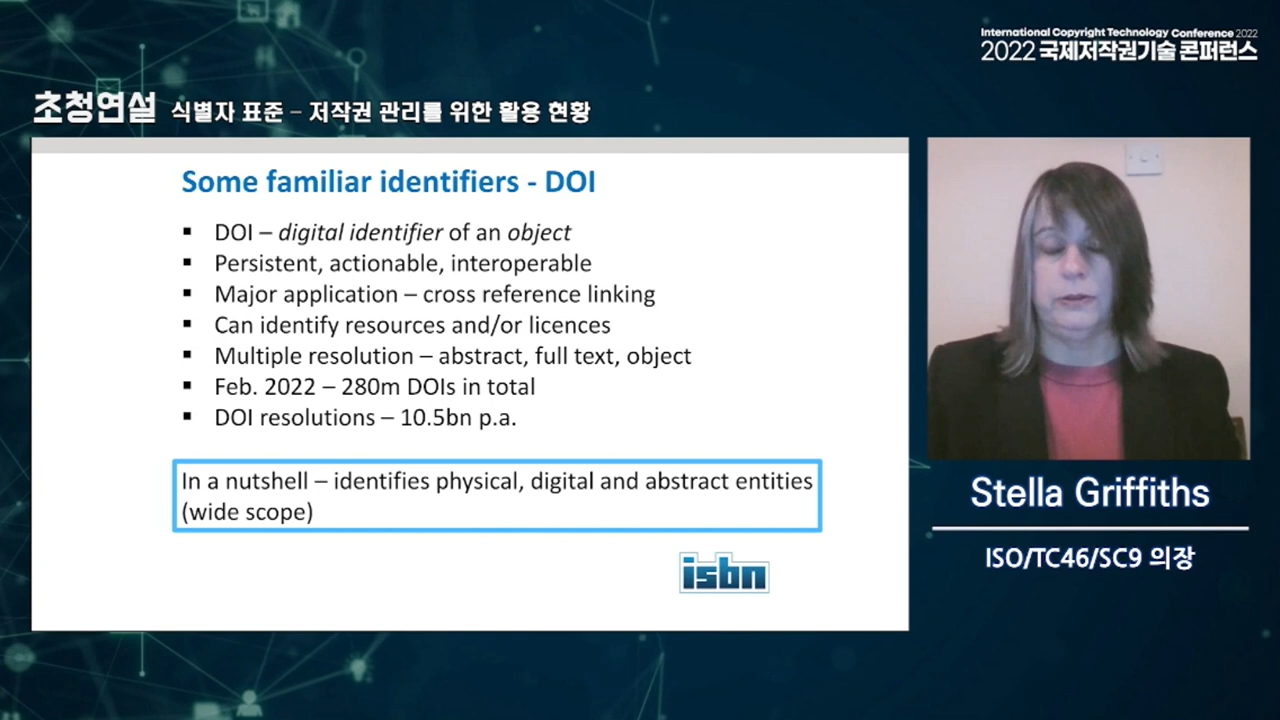 International Copyright Technology Conference 2022
2022 국제저작권기술 콘퍼런스
초청연설 식별자 표준 – 저작권 관리를 위한 활용 현황
Some familiar identifiers - DOI
▪ DOI – digital identifier of an object
▪ Persistent, actionable, interoperable
▪ Major application – cross reference linking
▪ Can identify resources and/or licences
▪ Multiple resolution – abstract, full text, object
▪ Feb. 2022 – 280m DOIs in total
▪ DOI resolutions – 10.5bn p.a.
In a nutshell – identifies physical, digital and abstract entities
(wide scope)
isbn
Stella Griffiths
ISO/TC46/SC9 의장